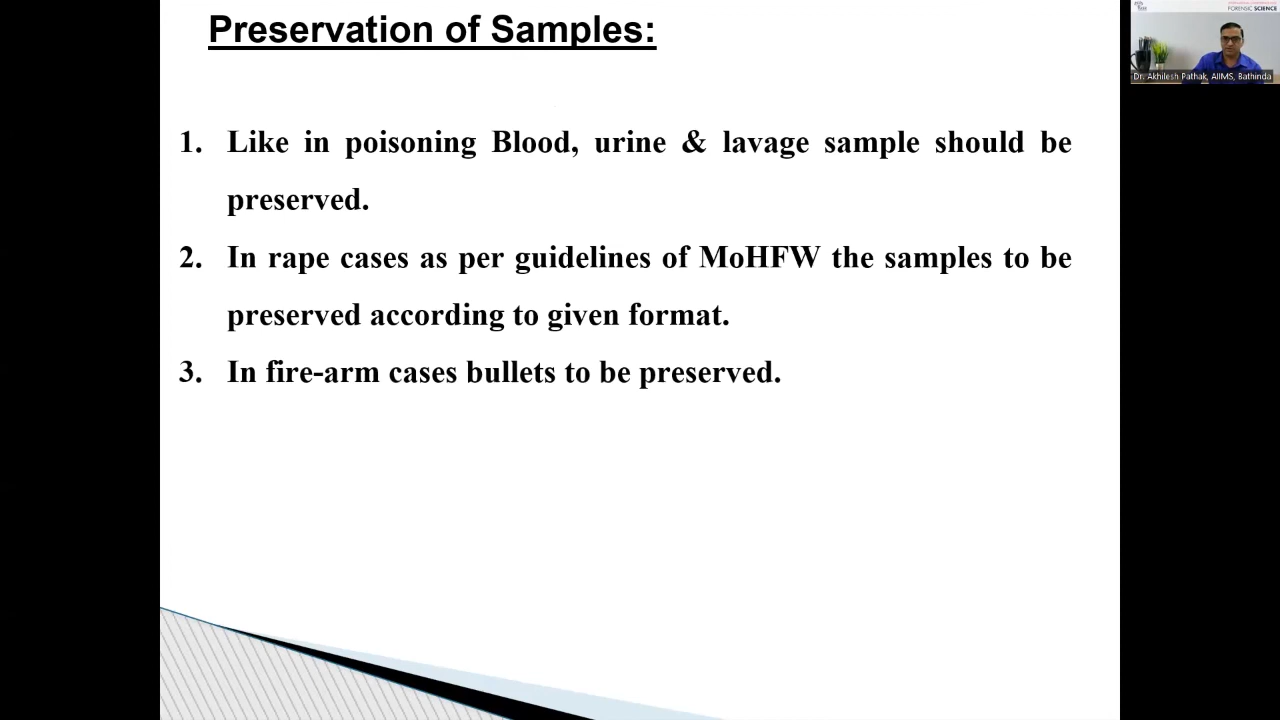 Preservation of Samples:
1. Like in poisoning Blood, urine & lavage sample should be
preserved.
2. In rape cases as per guidelines of MoHFW the samples to be
preserved according to given format.
3. In fire-arm cases bullets to be preserved.
FORENSIC SCIENCE
Dr. Akhilesh Pathak, AIIMS, Bathinda